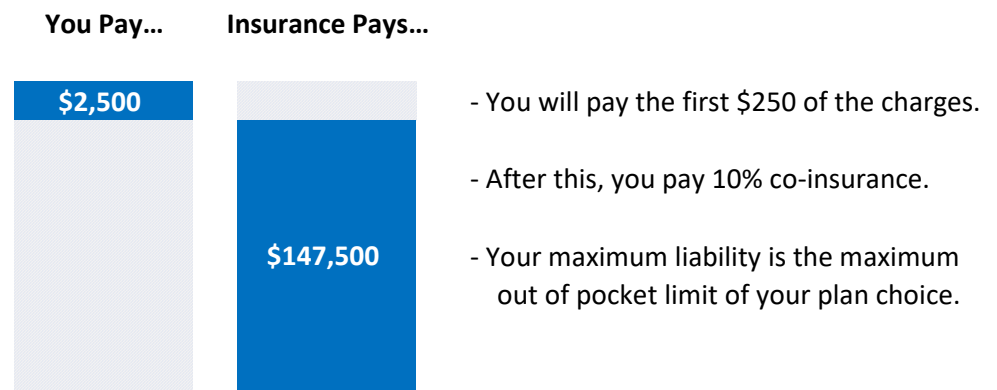 You Pay… Insurance Pays…
$2,500
- You will pay the first $250 of the charges.
- After this, you pay 10% co-insurance.
$147,500
- Your maximum liability is the maximum
out of pocket limit of your plan choice.